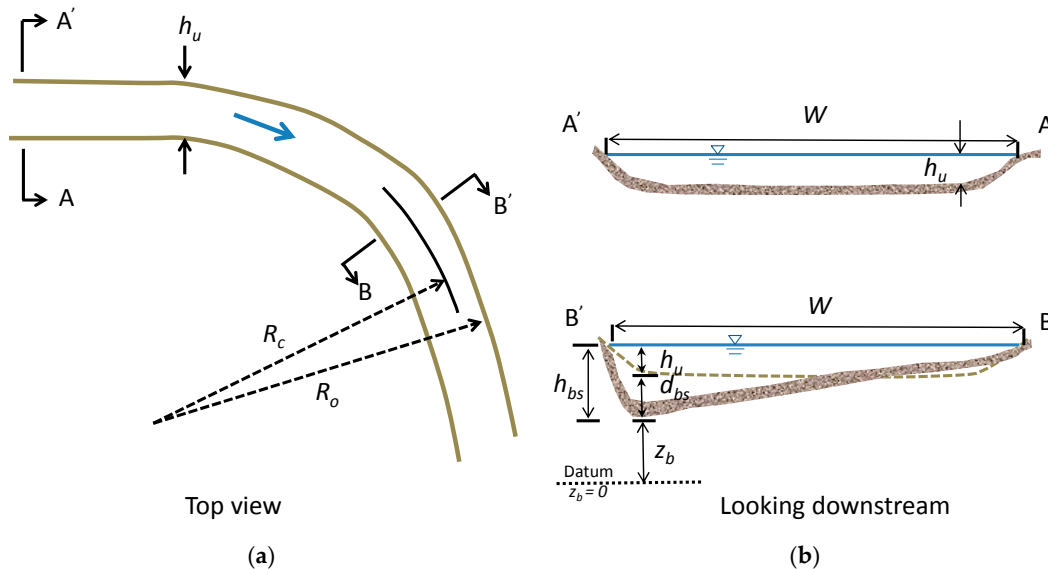 A'
h_u
A
B'
B
R_c
R_o
Top view
(a)
W
A'
A
h_u
W
B'
B
h_u
h_bs
d_bs
z_b
Datum
z_b = 0
Looking downstream
(b)